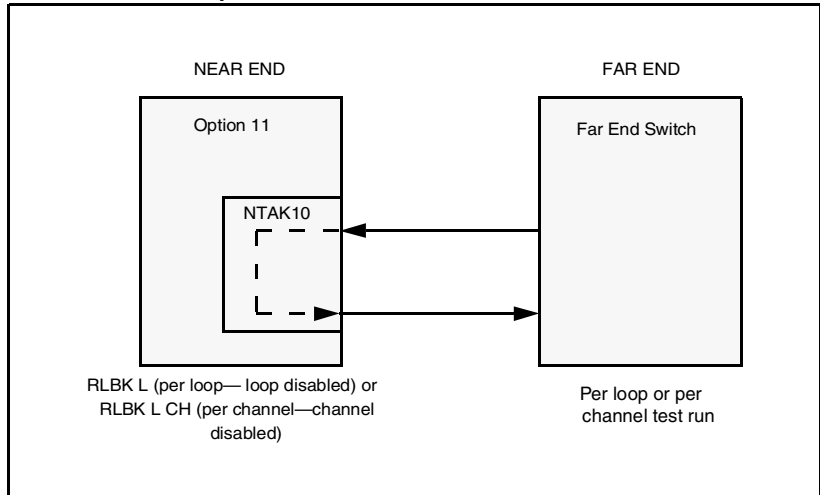 NEAR END
FAR END
Option 11
Far End Switch
NTAK10
RLBK L (per loop— loop disabled) or
RLBK L CH (per channel—channel
disabled)
Per loop or per
channel test run